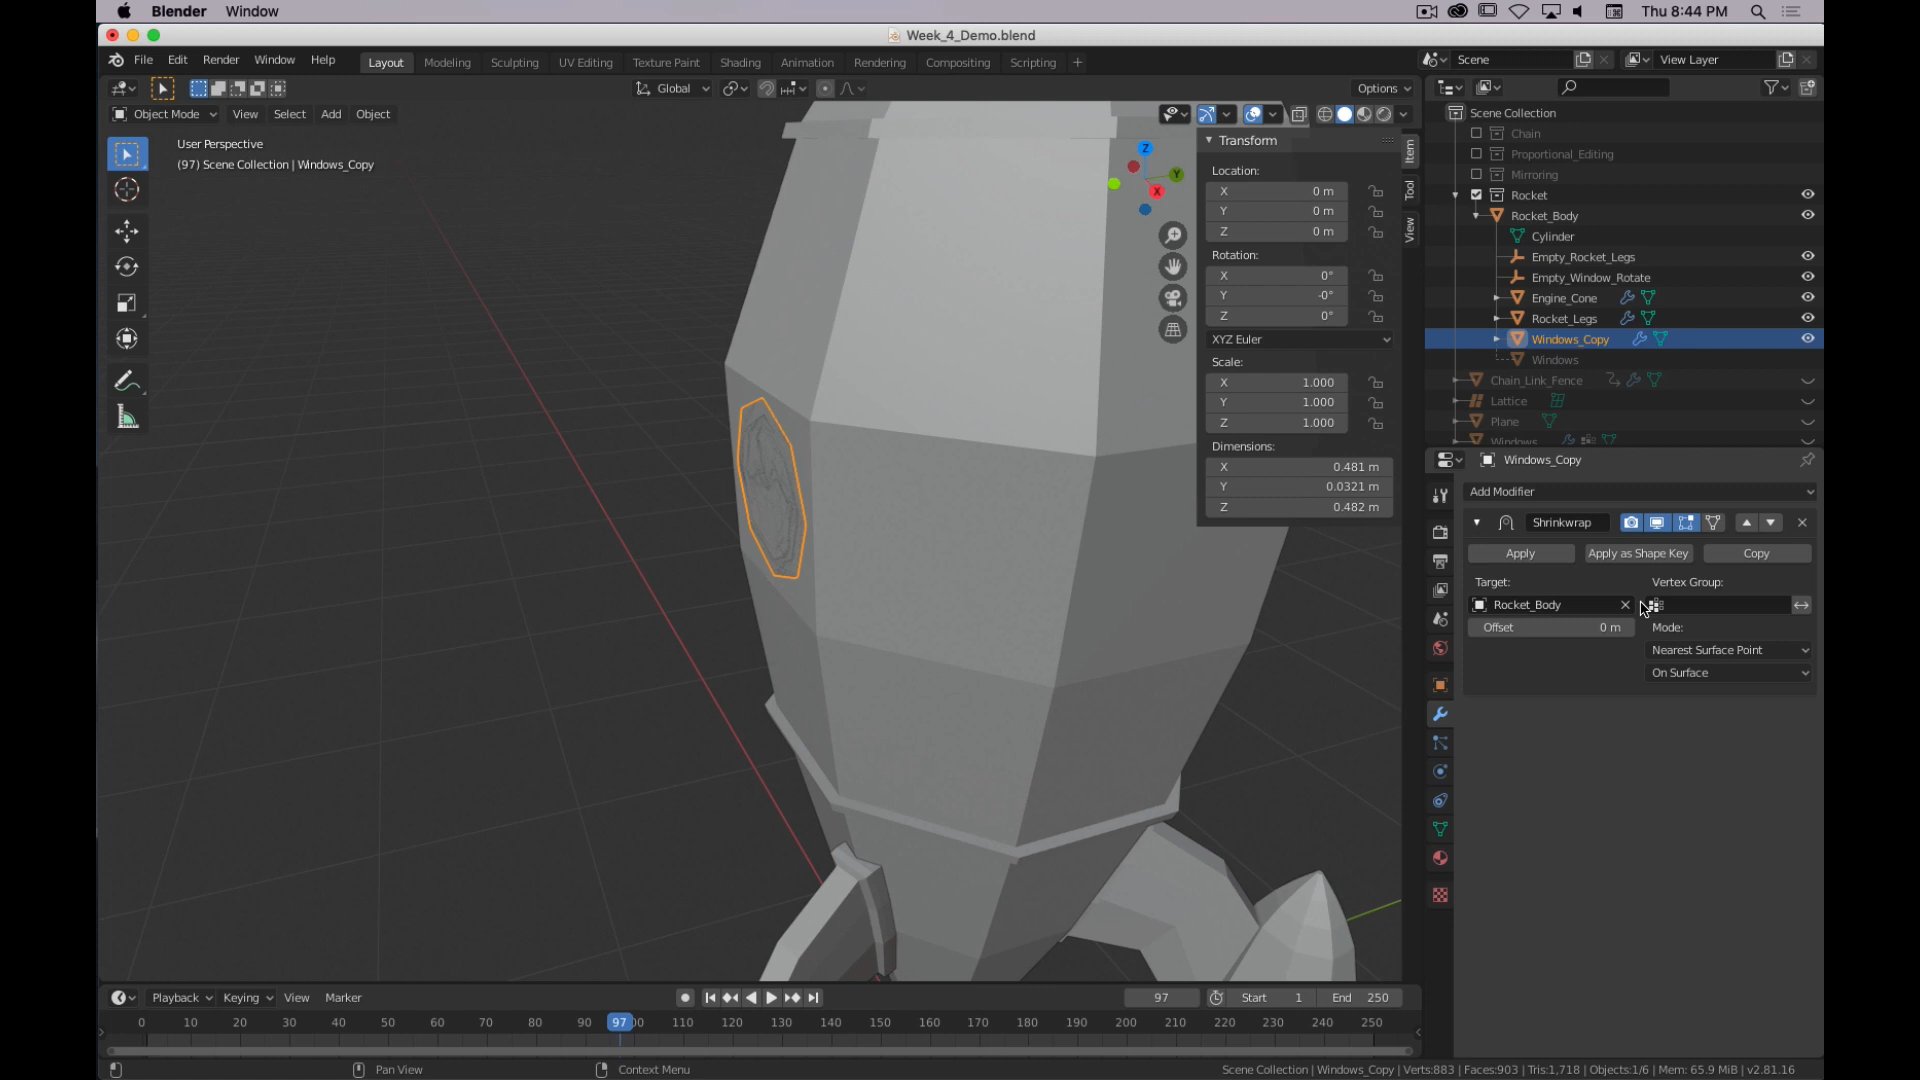 Blender Window
Thu 8:44 PM
Week_4_Demo.blend
File Edit Render Window Help
Layout Modeling Sculpting UV Editing Texture Paint Shading Animation Rendering Compositing Scripting +
Scene
View Layer
Global
Options
Object Mode View Select Add Object
User Perspective
(97) Scene Collection | Windows_Copy
Z
Y
X
Transform
Location:
X 0 m
Y 0 m
Z 0 m
Rotation:
X 0°
Y -0°
Z 0°
XYZ Euler
Scale:
X 1.000
Y 1.000
Z 1.000
Dimensions:
X 0.481 m
Y 0.0321 m
Z 0.482 m
Item
Tool
View
Scene Collection
Chain
Proportional_Editing
Mirroring
Rocket
Rocket_Body
Cylinder
Empty_Rocket_Legs
Empty_Window_Rotate
Engine_Cone
Rocket_Legs
Windows_Copy
Windows
Chain_Link_Fence
Lattice
Plane
Windows
Windows_Copy
Add Modifier
Shrinkwrap
Apply Apply as Shape Key Copy
Target: Vertex Group:
Rocket_Body
Offset 0 m Mode:
Nearest Surface Point
On Surface
Playback Keying View Marker
97 Start 1 End 250
0 10 20 30 40 50 60 70 80 90 97 00 110 120 130 140 150 160 170 180 190 200 210 220 230 240 250
Pan View
Context Menu
Scene Collection | Windows_Copy | Verts:883 | Faces:903 | Tris:1,718 | Objects:1/6 | Mem: 65.9 MiB | v2.81.16